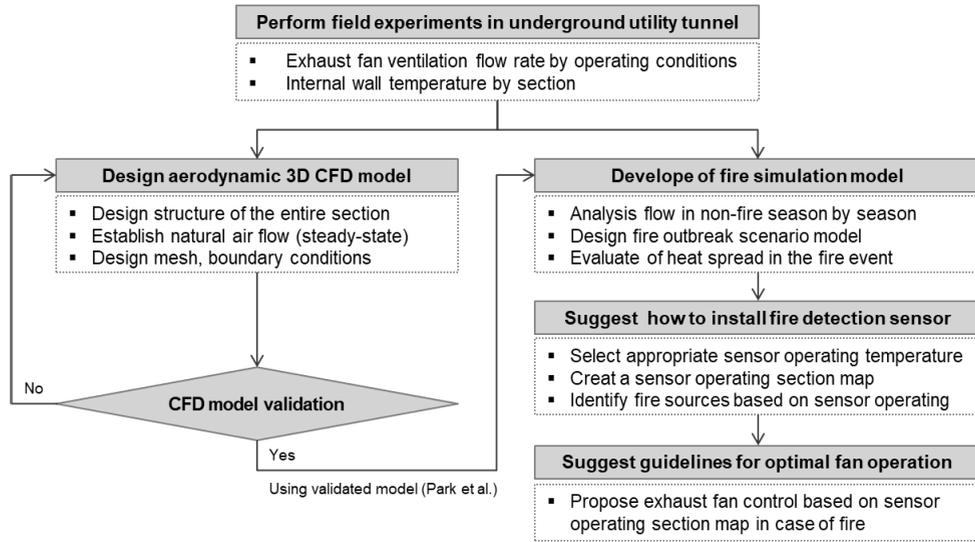 Perform field experiments in underground utility tunnel
▪ Exhaust fan ventilation flow rate by operating conditions
▪ Internal wall temperature by section
Design aerodynamic 3D CFD model
▪ Design structure of the entire section
▪ Establish natural air flow (steady-state)
▪ Design mesh, boundary conditions
CFD model validation
No
Yes
Using validated model (Park et al.)
Develope of fire simulation model
▪ Analysis flow in non-fire season by season
▪ Design fire outbreak scenario model
▪ Evaluate of heat spread in the fire event
Suggest how to install fire detection sensor
▪ Select appropriate sensor operating temperature
▪ Creat a sensor operating section map
▪ Identify fire sources based on sensor operating
Suggest guidelines for optimal fan operation
▪ Propose exhaust fan control based on sensor
operating section map in case of fire